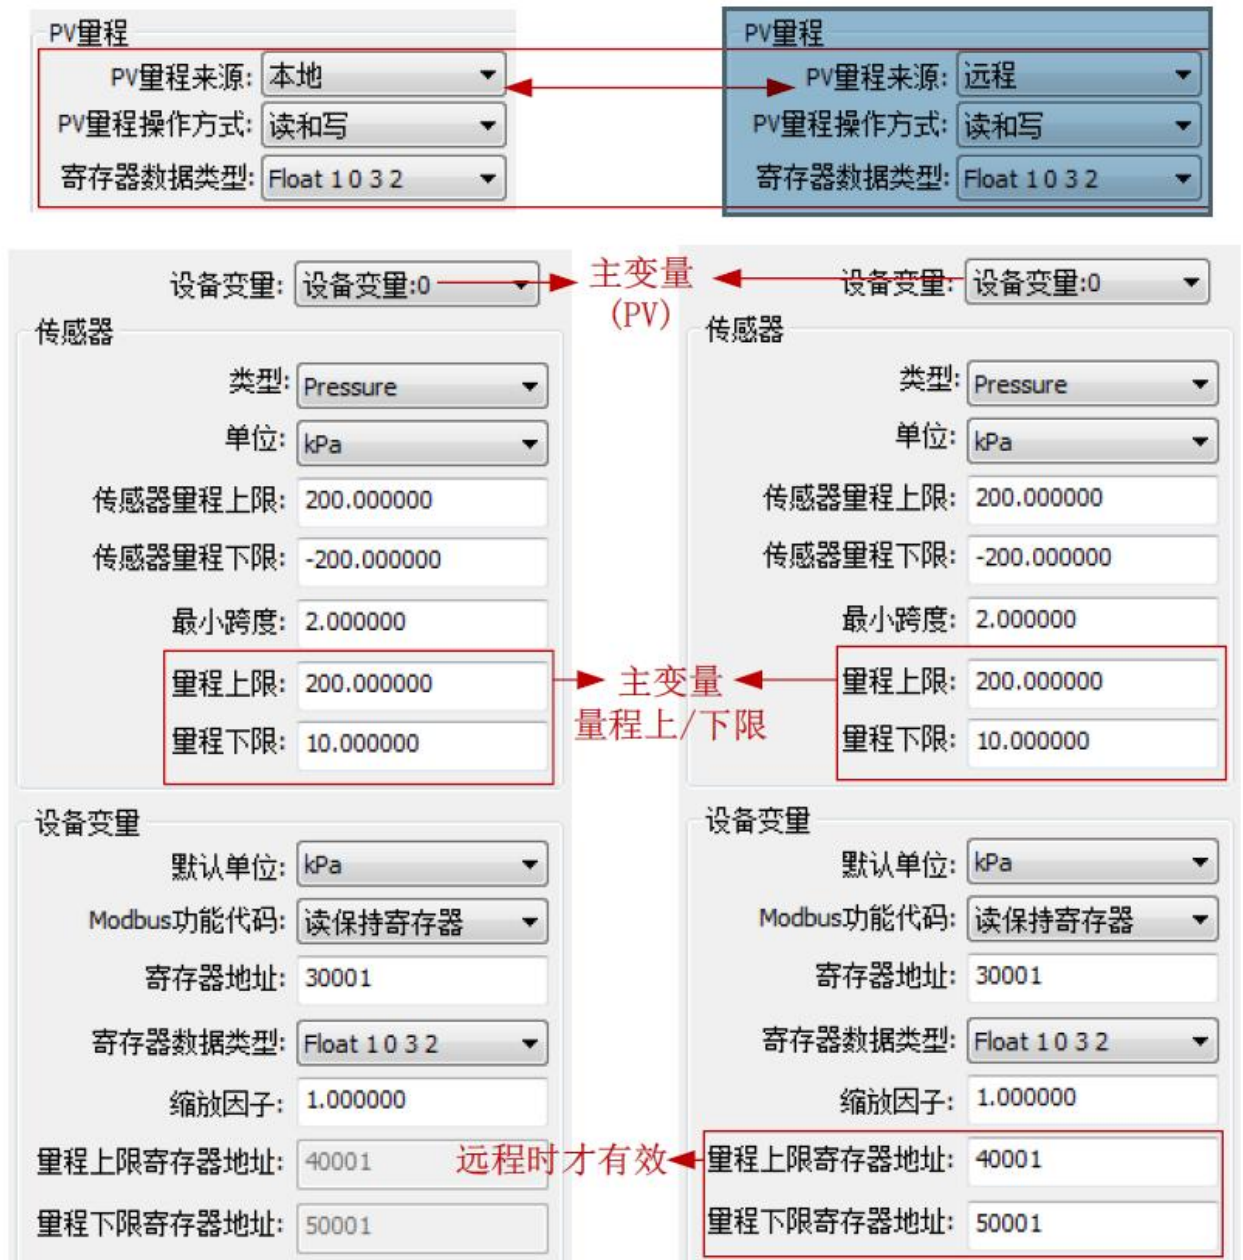 PV量程
PV量程来源: 本地
PV量程操作方式: 读和写
寄存器数据类型: Float 1 0 3 2
PV量程
PV量程来源: 远程
PV量程操作方式: 读和写
寄存器数据类型: Float 1 0 3 2
设备变量: 设备变量:0
传感器
类型: Pressure
单位: kPa
传感器量程上限: 200.000000
传感器量程下限: -200.000000
最小跨度: 2.000000
量程上限: 200.000000
量程下限: 10.000000
设备变量
默认单位: kPa
Modbus功能代码: 读保持寄存器
寄存器地址: 30001
寄存器数据类型: Float 1 0 3 2
缩放因子: 1.000000
量程上限寄存器地址: 40001
量程下限寄存器地址: 50001
主变量
(PV)
主变量
量程上/下限
远程时才有效
设备变量: 设备变量:0
传感器
类型: Pressure
单位: kPa
传感器量程上限: 200.000000
传感器量程下限: -200.000000
最小跨度: 2.000000
量程上限: 200.000000
量程下限: 10.000000
设备变量
默认单位: kPa
Modbus功能代码: 读保持寄存器
寄存器地址: 30001
寄存器数据类型: Float 1 0 3 2
缩放因子: 1.000000
量程上限寄存器地址: 40001
量程下限寄存器地址: 50001